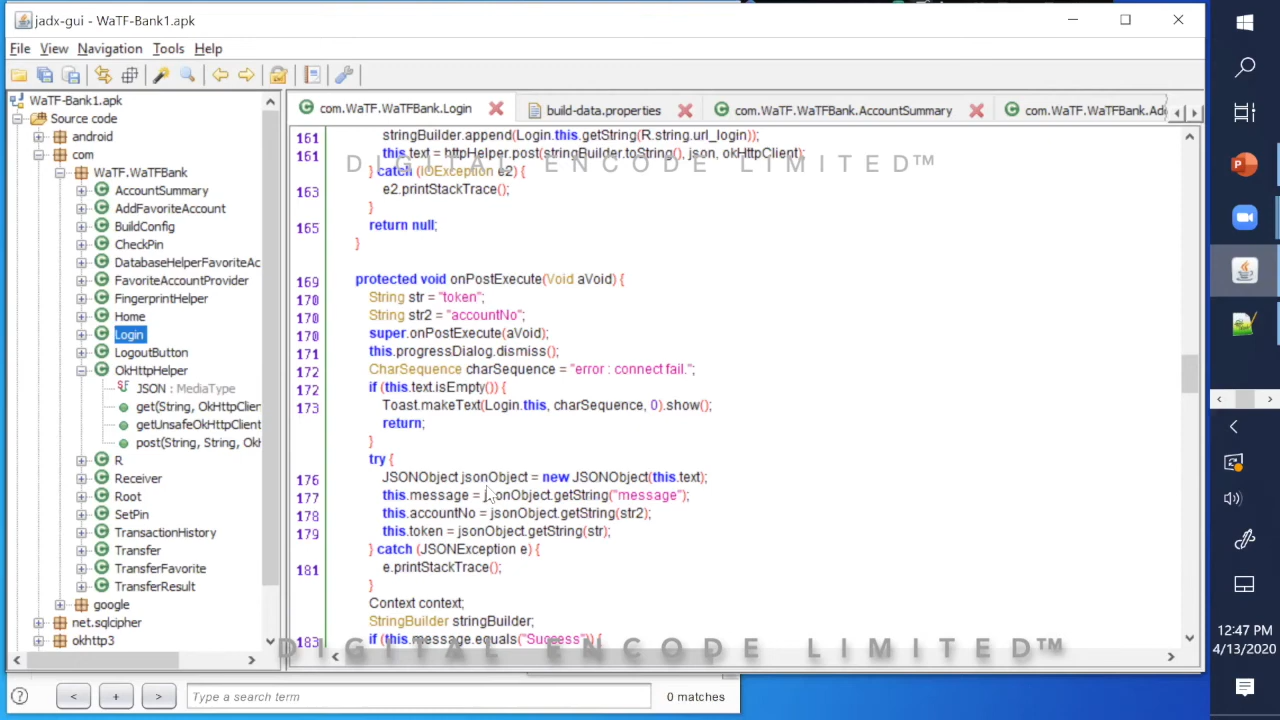 jadx-gui - WaTF-Bank1.apk
File View Navigation Tools Help
WaTF-Bank1.apk
Source code
android
com
WaTF.WaTFBank
AccountSummary
AddFavoriteAccount
BuildConfig
CheckPin
DatabaseHelperFavoriteAc
FavoriteAccountProvider
FingerprintHelper
Home
Login
LogoutButton
OkHttpHelper
JSON : MediaType
get(String, OkHttpClien
getUnsafeOkHttpClient
post(String, String, OkH
R
Receiver
Root
SetPin
TransactionHistory
Transfer
TransferFavorite
TransferResult
google
net.sqlcipher
okhttp3
com.WaTF.WaTFBank.Login build-data.properties com.WaTF.WaTFBank.AccountSummary com.WaTF.WaTFBank.Ad
161 stringBuilder.append(Login.this.getString(R.string.url_login));
161 this.text = httpHelper.post(stringBuilder.toString(), json, okHttpClient);
} catch (IOException e2) {
163 e2.printStackTrace();
}
165 return null;
}
169 protected void onPostExecute(Void aVoid) {
170 String str = "token";
170 String str2 = "accountNo";
170 super.onPostExecute(aVoid);
171 this.progressDialog.dismiss();
172 CharSequence charSequence = "error : connect fail.";
172 if (this.text.isEmpty()) {
173 Toast.makeText(Login.this, charSequence, 0).show();
return;
}
try {
176 JSONObject jsonObject = new JSONObject(this.text);
177 this.message = jsonObject.getString("message");
178 this.accountNo = jsonObject.getString(str2);
179 this.token = jsonObject.getString(str);
} catch (JSONException e) {
181 e.printStackTrace();
}
Context context;
StringBuilder stringBuilder;
183 if (this.message.equals("Success")) {
DIGITAL ENCODE LIMITED™
DIGITAL ENCODE LIMITED™
< + > Type a search term 0 matches
12:47 PM
4/13/2020